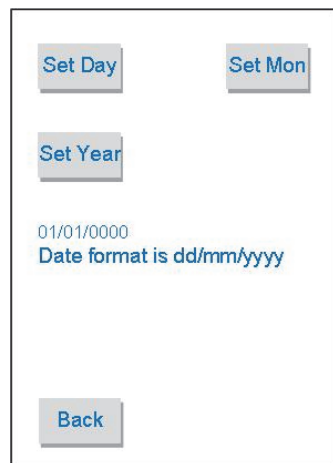 Set Day Set Mon
Set Year
01/01/0000
Date format is dd/mm/yyyy
Back